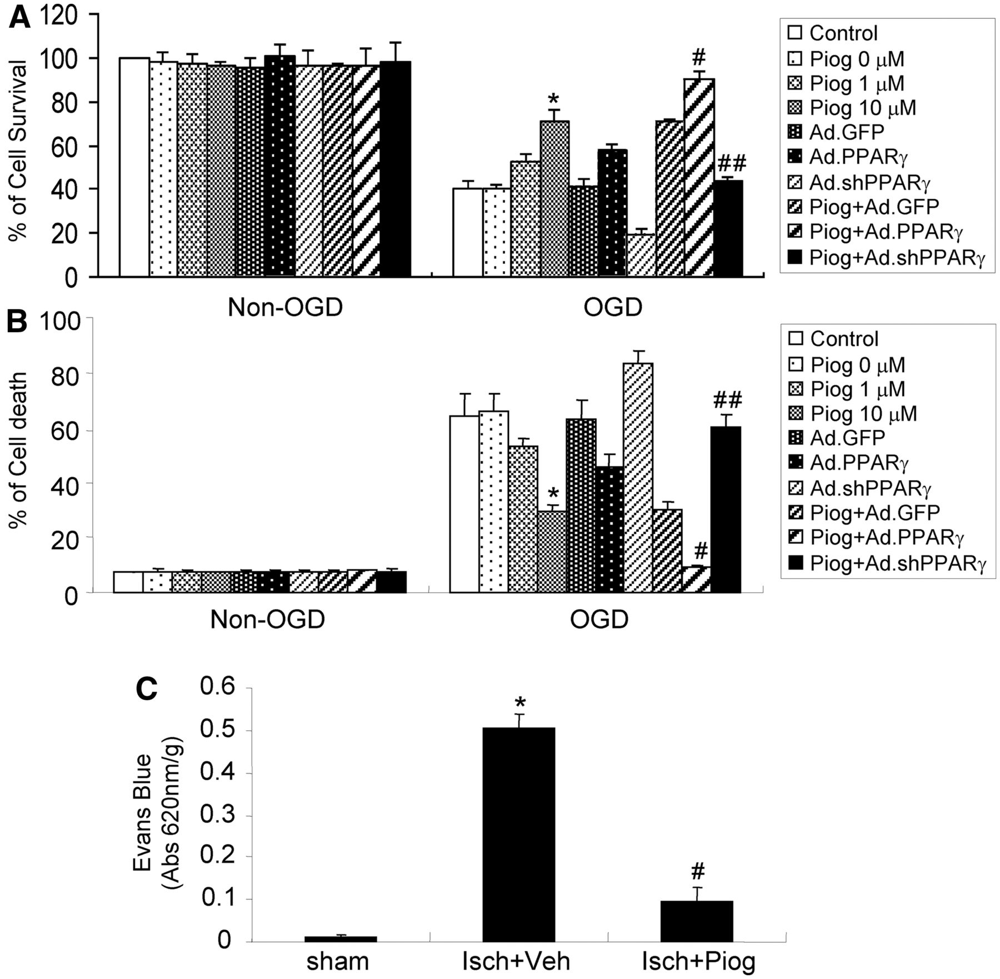 A
120
100
80
60
40
20
0
% of Cell Survival
*
#
##
Non-OGD
OGD
Control
Piog 0 μM
Piog 1 μM
Piog 10 μM
Ad.GFP
Ad.PPARγ
Ad.shPPARγ
Piog+Ad.GFP
Piog+Ad.PPARγ
Piog+Ad.shPPARγ
B
100
80
60
40
20
0
% of Cell death
*
#
##
Non-OGD
OGD
Control
Piog 0 μM
Piog 1 μM
Piog 10 μM
Ad.GFP
Ad.PPARγ
Ad.shPPARγ
Piog+Ad.GFP
Piog+Ad.PPARγ
Piog+Ad.shPPARγ
C
0.6
0.5
0.4
0.3
0.2
0.1
0
Evans Blue
(Abs 620nm/g)
*
#
sham
Isch+Veh
Isch+Piog